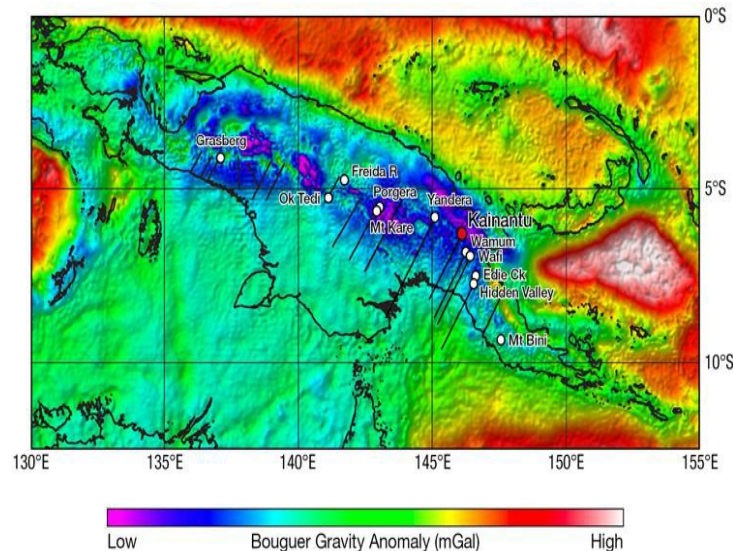 0°S
Grasberg
Freida R
5°S
Ok Tedi
Porgera
Yandera
Mt Kare
Kainantu
Wamum
Wafi
Edie Ck
Hidden Valley
Mt Bini
10°S
130°E 135°E 140°E 145°E 150°E 155°E
Low Bouguer Gravity Anomaly (mGal) High